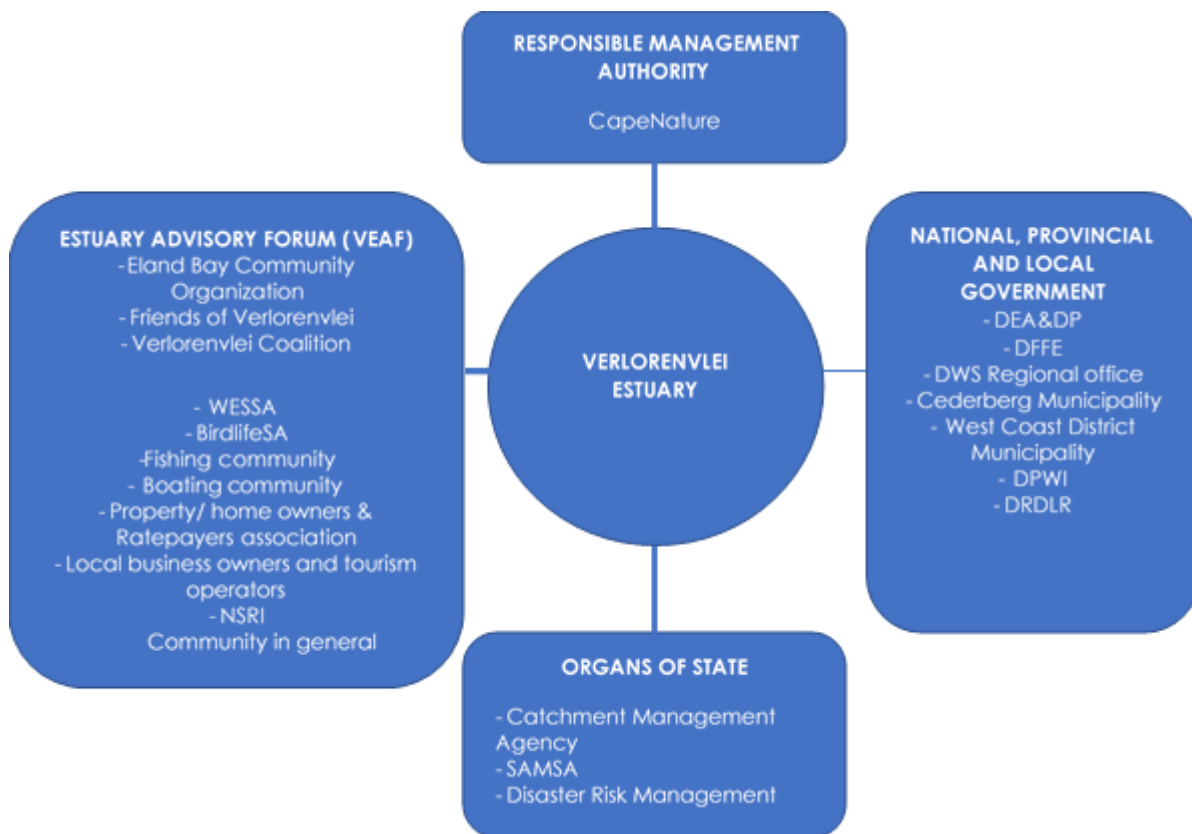 RESPONSIBLE MANAGEMENT
AUTHORITY
CapeNature
ESTUARY ADVISORY FORUM (VEAF)
-Eland Bay Community
Organization
-Friends of Verlorenvlei
-Verlorenvlei Coalition
- WESSA
-BirdlifeSA
-Fishing community
- Boating community
-Property/ home owners &
Ratepayers association
-Local business owners and tourism
operators
-NSRI
Community in general
VERLORENVLEI
ESTUARY
NATIONAL, PROVINCIAL
AND LOCAL
GOVERNMENT
-DEA&DP
-DFFE
-DWS Regional office
-Cederberg Municipality
- West Coast District
Municipality
-DPWI
-DRDLR
ORGANS OF STATE
-Catchment Management
Agency
-SAMSA
-Disaster Risk Management